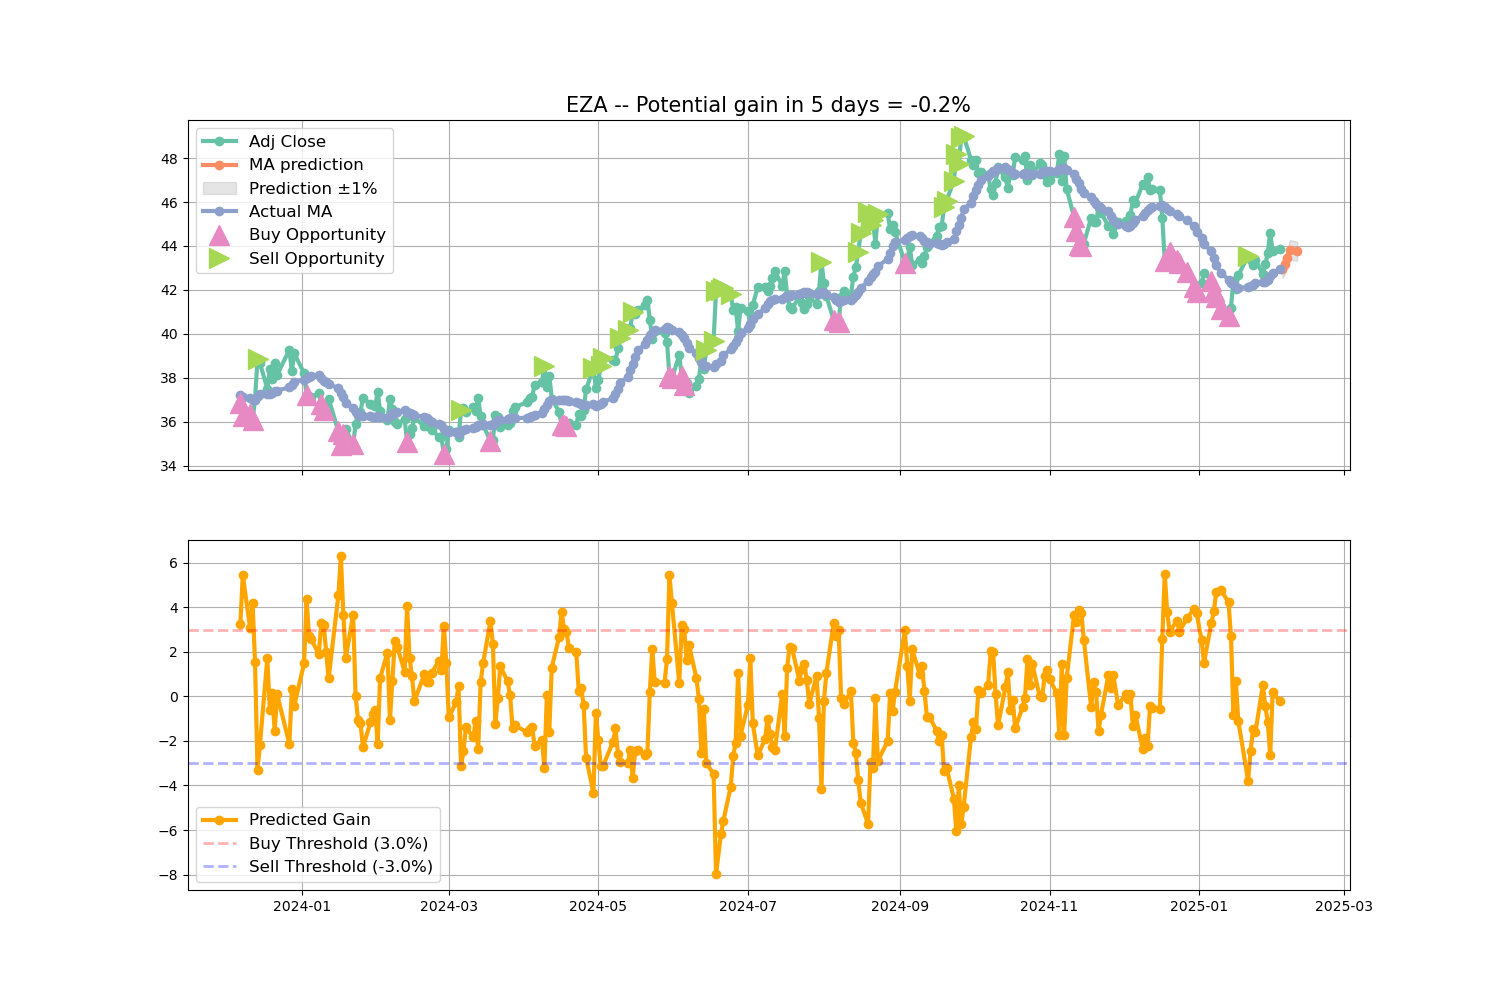 EZA -- Potential gain in 5 days = -0.2%
Adj Close
MA prediction
Prediction ±1%
Actual MA
Buy Opportunity
Sell Opportunity
48
46
44
42
40
38
36
34
6
4
2
0
−2
−4
−6
−8
Predicted Gain
Buy Threshold (3.0%)
Sell Threshold (-3.0%)
2024-01 2024-03 2024-05 2024-07 2024-09 2024-11 2025-01 2025-03